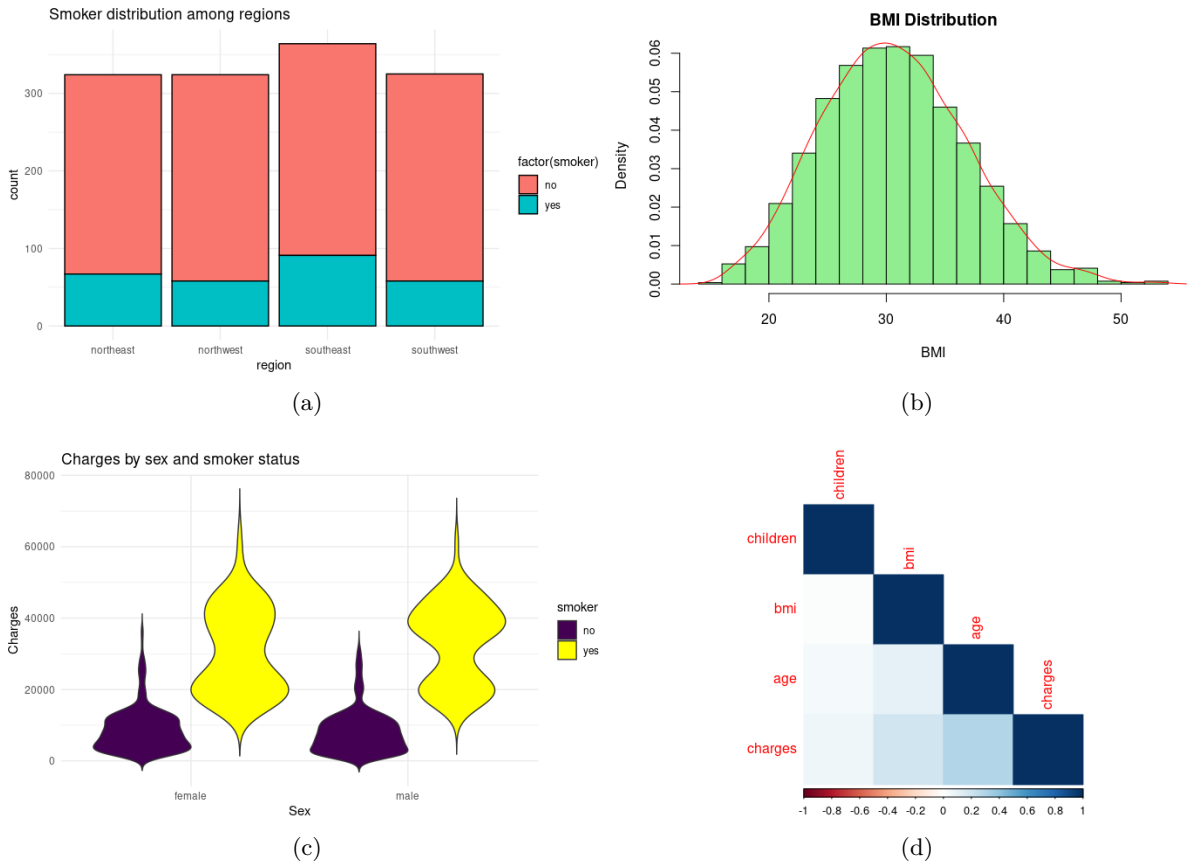 Smoker distribution among regions
300
200
100
0
count
northeast northwest southeast southwest
region
factor(smoker)
no
yes
(a)
BMI Distribution
0.06
0.05
0.04
0.03
0.02
0.01
0.00
Density
20 30 40 50
BMI
(b)
Charges by sex and smoker status
80000
60000
40000
20000
0
Charges
female male
Sex
smoker
no
yes
(c)
children
children
bmi
bmi
age
age
charges
charges
-1 -0.8 -0.6 -0.4 -0.2 0 0.2 0.4 0.6 0.8 1
(d)